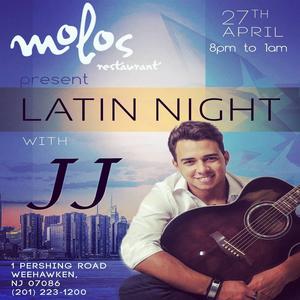 molos
restaurant
present
27TH
APRIL
8pm to 1am
LATIN NIGHT
WITH
JJ
1 PERSHING ROAD
WEEHAWKEN,
NJ 07086
(201) 223-1200